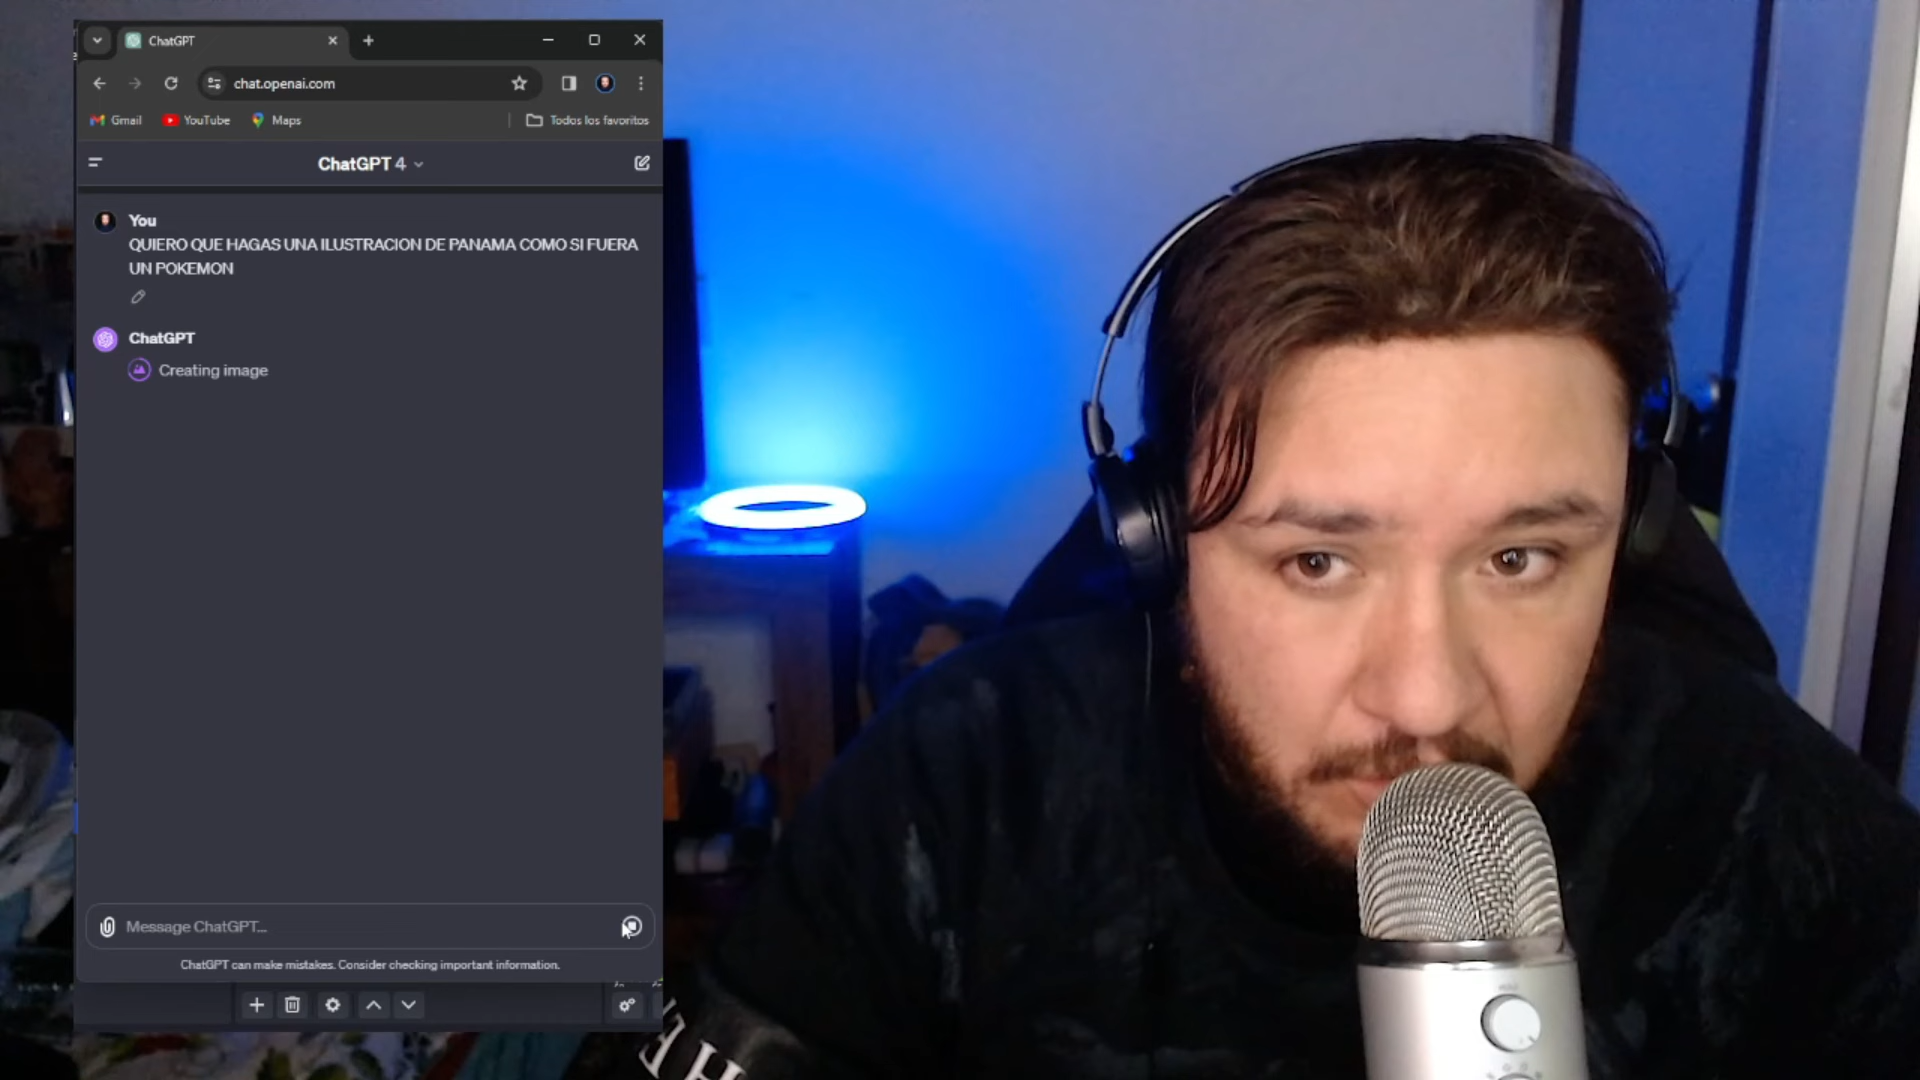 ChatGPT
chat.openai.com
Gmail YouTube Maps Todos los favoritos
ChatGPT 4
You
QUIERO QUE HAGAS UNA ILUSTRACION DE PANAMA COMO SI FUERA
UN POKEMON
ChatGPT
Creating image
Message ChatGPT...
ChatGPT can make mistakes. Consider checking important information.
HE